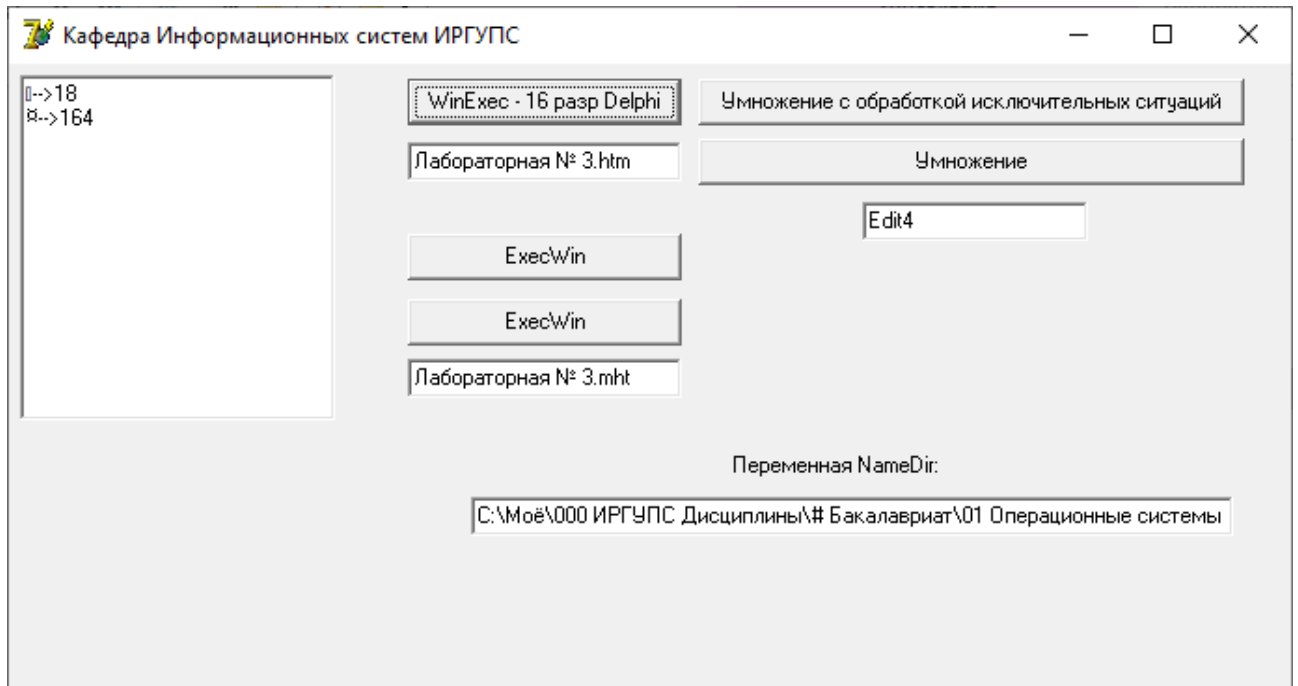 Кафедра Информационных систем ИРГУПС
-->18
¤-->164
WinExec - 16 разр Delphi
Умножение с обработкой исключительных ситуаций
Лабораторная № 3.htm
Умножение
Edit4
ExecWin
ExecWin
Лабораторная № 3.mht
Переменная NameDir:
C:\Моё\000 ИРГУПС Дисциплины\# Бакалавриат\01 Операционные системы